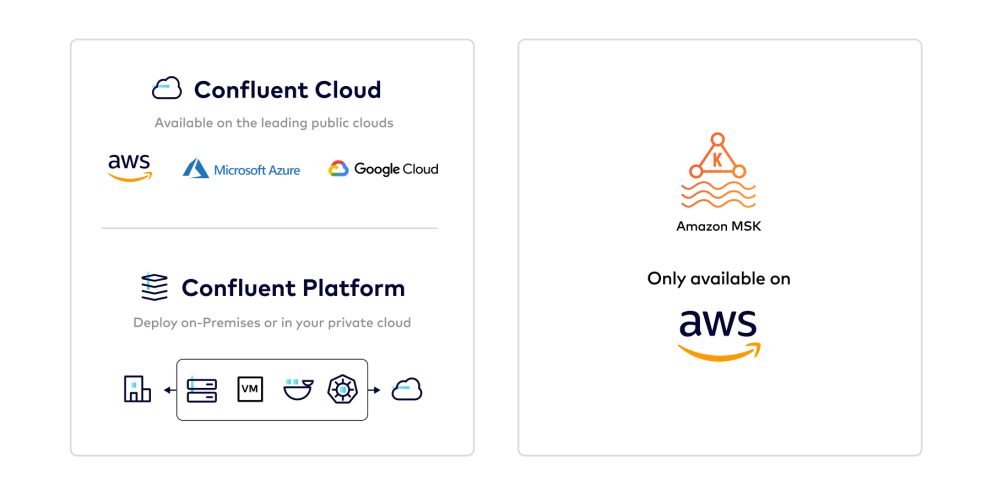 Confluent Cloud
Available on the leading public clouds
aws
Microsoft Azure
Google Cloud
Confluent Platform
Deploy on-Premises or in your private cloud
VM
K
Amazon MSK
Only available on
aws